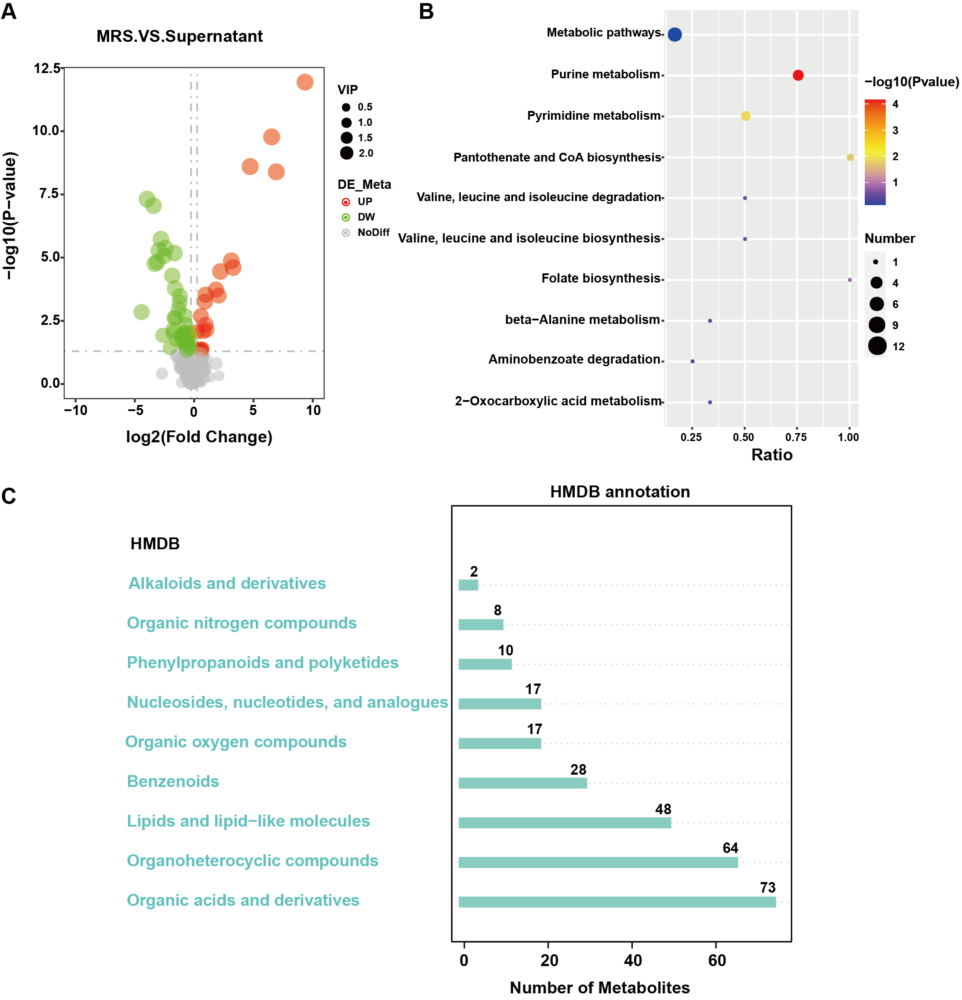 A
MRS.VS.Supernatant
12.5
10.0
7.5
5.0
2.5
0.0
−log10(P−value)
−10
−5
0
5
10
log2(Fold Change)
VIP
0.5
1.0
1.5
2.0
DE_Meta
UP
DW
NoDiff
B
Metabolic pathways
Purine metabolism
Pyrimidine metabolism
Pantothenate and CoA biosynthesis
Valine, leucine and isoleucine degradation
Valine, leucine and isoleucine biosynthesis
Folate biosynthesis
beta−Alanine metabolism
Aminobenzoate degradation
2−Oxocarboxylic acid metabolism
0.25
0.50
0.75
1.00
Ratio
−log10(Pvalue)
4
3
2
1
Number
1
4
6
9
12
C
HMDB annotation
HMDB
Alkaloids and derivatives
2
Organic nitrogen compounds
8
Phenylpropanoids and polyketides
10
Nucleosides, nucleotides, and analogues
17
Organic oxygen compounds
17
Benzenoids
28
Lipids and lipid−like molecules
48
Organoheterocyclic compounds
64
Organic acids and derivatives
73
0
20
40
60
Number of Metabolites